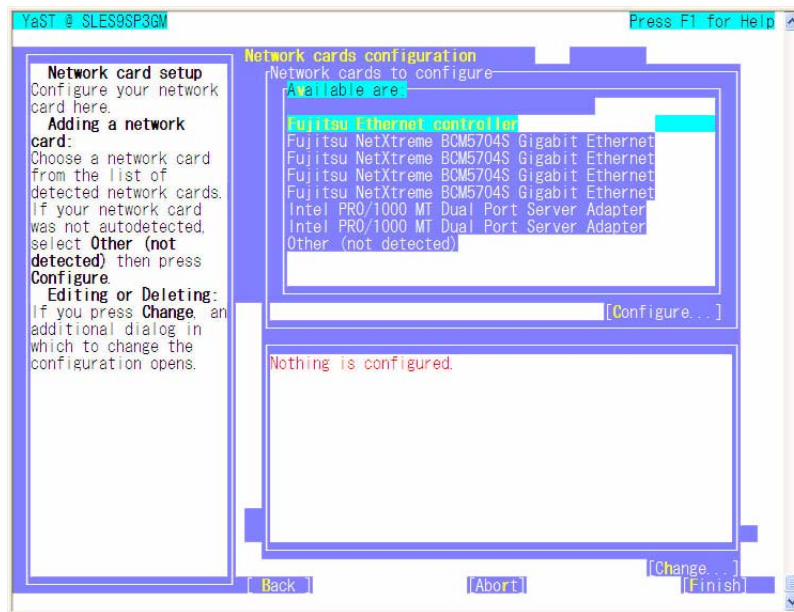 YaST @ SLES9SP3GM
Press F1 for Help
Network card setup
Configure your network
card here.
Adding a network
card:
Choose a network card
from the list of
detected network cards.
If your network card
was not autodetected,
select Other (not
detected) then press
Configure.
Editing or Deleting:
If you press Change, an
additional dialog in
which to change the
configuration opens.
Network cards configuration
Network cards to configure
Available are:
Fujitsu Ethernet controller
Fujitsu NetXtreme BCM5704S Gigabit Ethernet
Fujitsu NetXtreme BCM5704S Gigabit Ethernet
Fujitsu NetXtreme BCM5704S Gigabit Ethernet
Fujitsu NetXtreme BCM5704S Gigabit Ethernet
Intel PRO/1000 MT Dual Port Server Adapter
Intel PRO/1000 MT Dual Port Server Adapter
Other (not detected)
[Configure...]
Nothing is configured.
[Change...]
[ Back ]
[Abort]
[Finish]